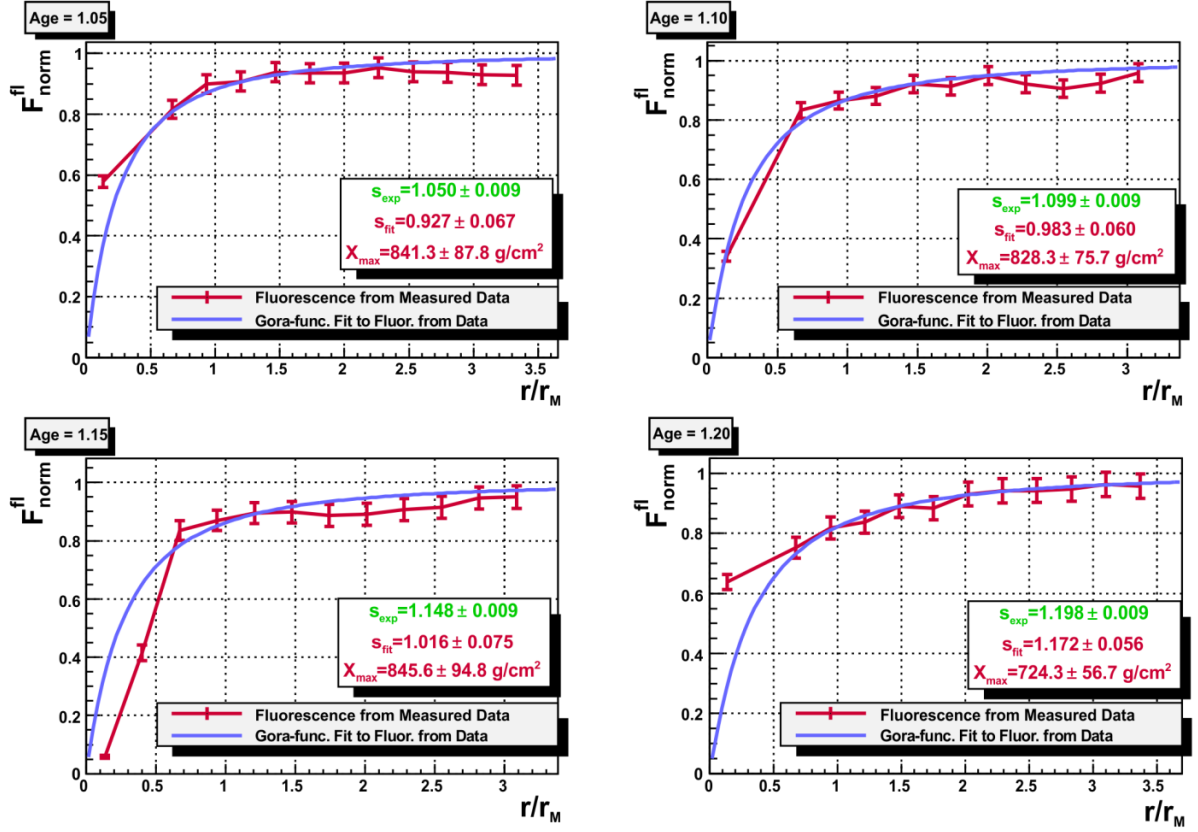 Age = 1.05
F^fl_norm
1
0.8
0.6
0.4
0.2
0
s_exp=1.050 ± 0.009
s_fit=0.927 ± 0.067
X_max=841.3 ± 87.8 g/cm²
Fluorescence from Measured Data
Gora-func. Fit to Fluor. from Data
0 0.5 1 1.5 2 2.5 3 3.5
r/r_M
Age = 1.10
F^fl_norm
1
0.8
0.6
0.4
0.2
0
s_exp=1.099 ± 0.009
s_fit=0.983 ± 0.060
X_max=828.3 ± 75.7 g/cm²
Fluorescence from Measured Data
Gora-func. Fit to Fluor. from Data
0 0.5 1 1.5 2 2.5 3
r/r_M
Age = 1.15
F^fl_norm
1
0.8
0.6
0.4
0.2
0
s_exp=1.148 ± 0.009
s_fit=1.016 ± 0.075
X_max=845.6 ± 94.8 g/cm²
Fluorescence from Measured Data
Gora-func. Fit to Fluor. from Data
0 0.5 1 1.5 2 2.5 3
r/r_M
Age = 1.20
F^fl_norm
1
0.8
0.6
0.4
0.2
0
s_exp=1.198 ± 0.009
s_fit=1.172 ± 0.056
X_max=724.3 ± 56.7 g/cm²
Fluorescence from Measured Data
Gora-func. Fit to Fluor. from Data
0 0.5 1 1.5 2 2.5 3 3.5
r/r_M